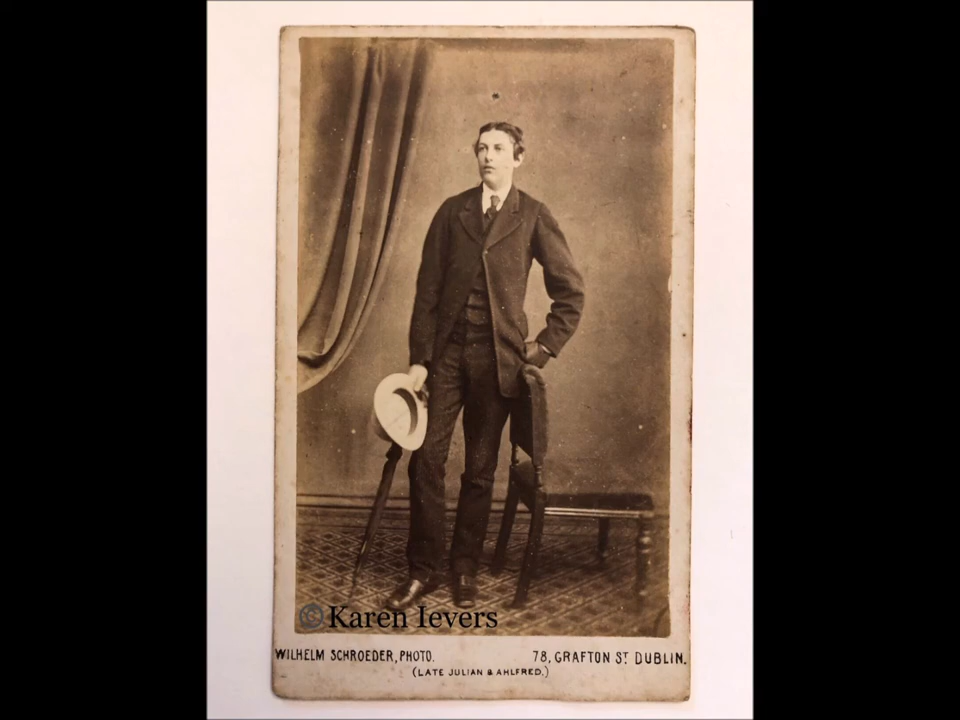 © Karen Ievers
WILHELM SCHROEDER, PHOTO. 78, GRAFTON ST DUBLIN.
(LATE JULIAN & AHLFRED.)